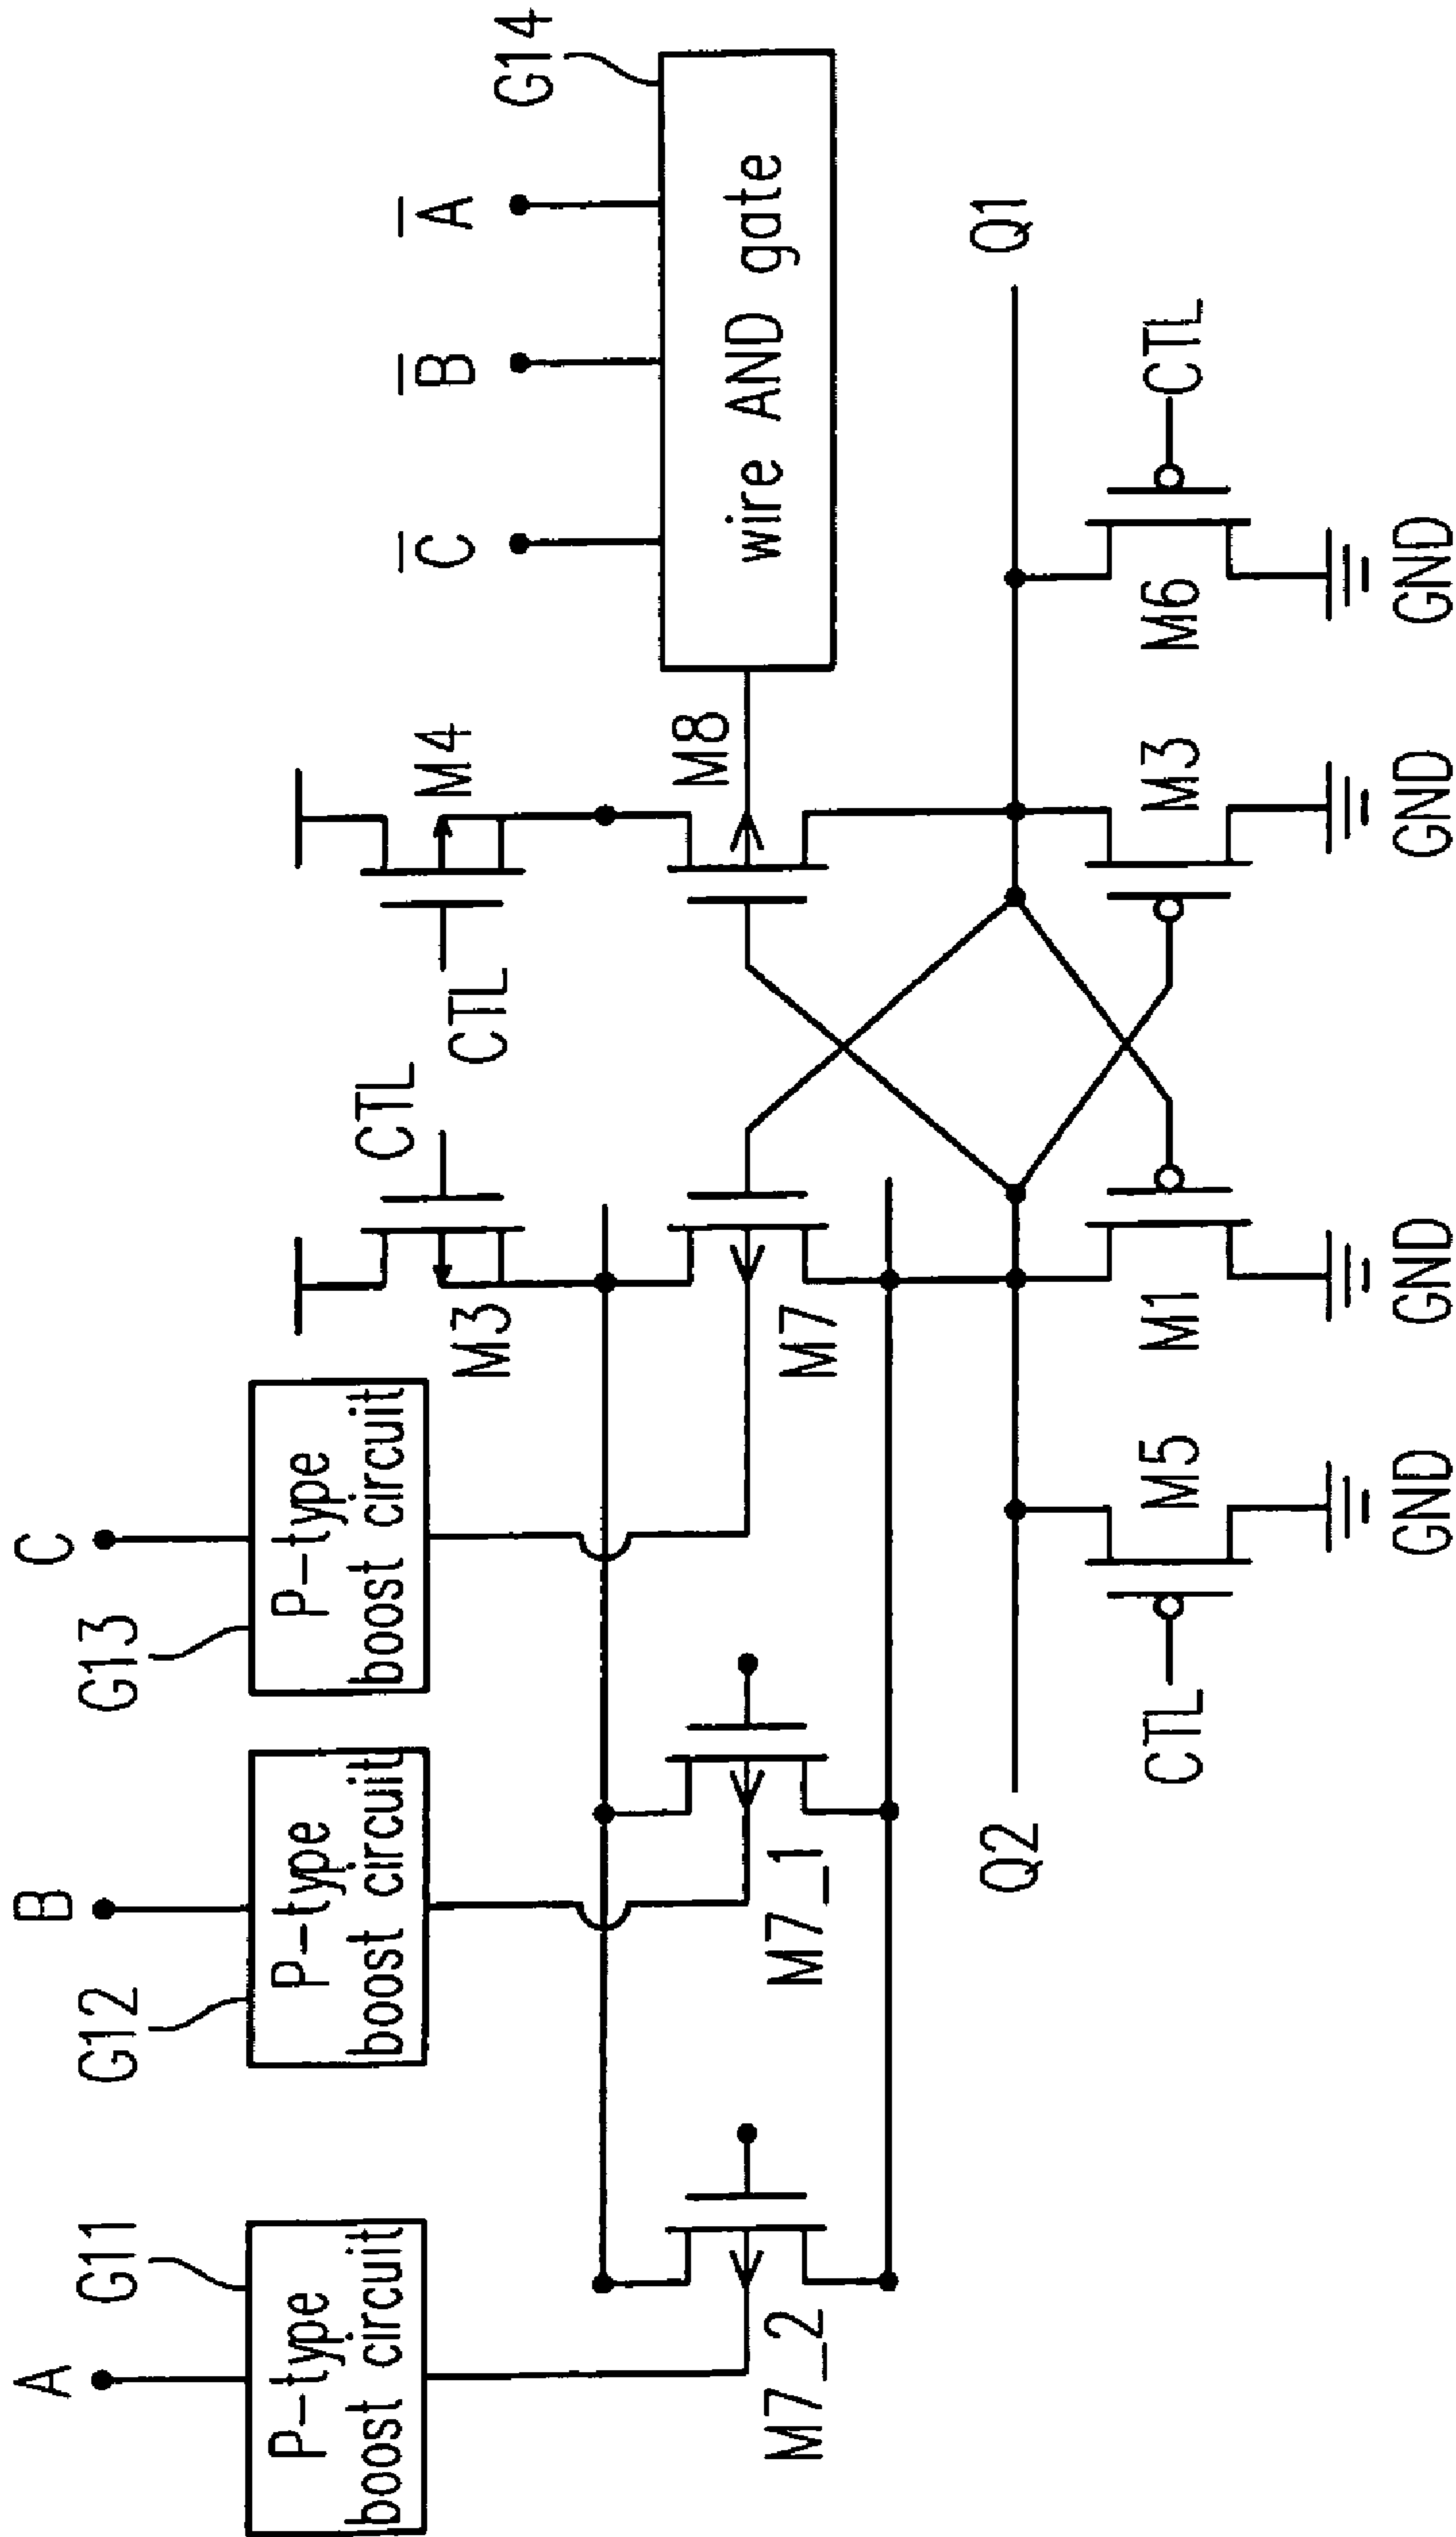 A
B
C
G11
G12
G13
P-type
boost circuit
P-type
boost circuit
P-type
boost circuit
CTL
M3
CTL
M4
C̅
B̅
A̅
G14
wire AND gate
M7_2
M7_1
M7
M8
Q2
Q1
CTL
M5
M1
M3
M6
CTL
GND
GND
GND
GND